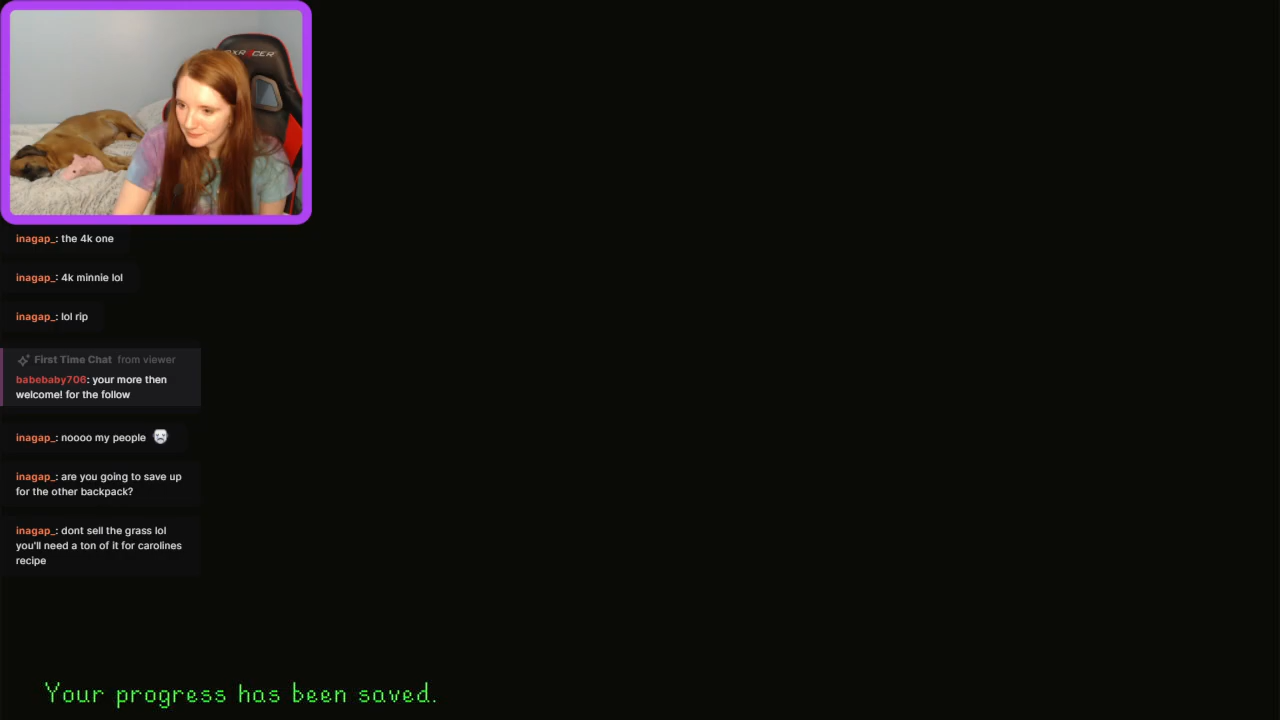 inagap_: the 4k one
inagap_: 4k minnie lol
inagap_: lol rip
First Time Chat from viewer
babebaby706: your more then
welcome! for the follow
inagap_: noooo my people
inagap_: are you going to save up
for the other backpack?
inagap_: dont sell the grass lol
you'll need a ton of it for carolines
recipe
Your progress has been saved.